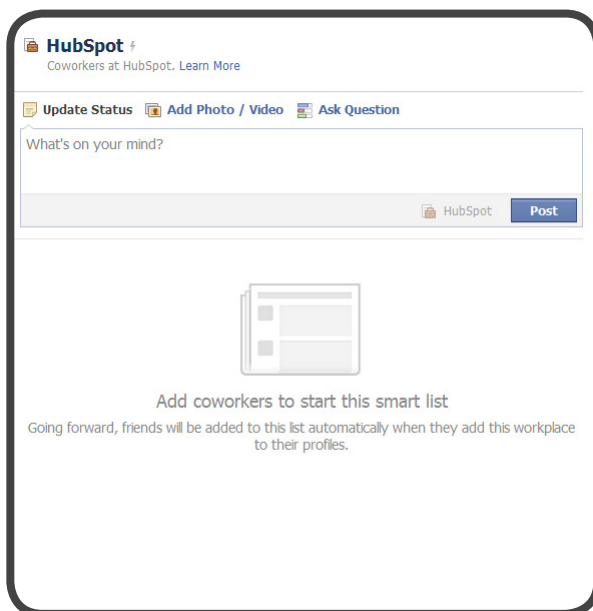 HubSpot
Coworkers at HubSpot. Learn More
Update Status Add Photo / Video Ask Question
What's on your mind?
HubSpot Post
Add coworkers to start this smart list
Going forward, friends will be added to this list automatically when they add this workplace
to their profiles.